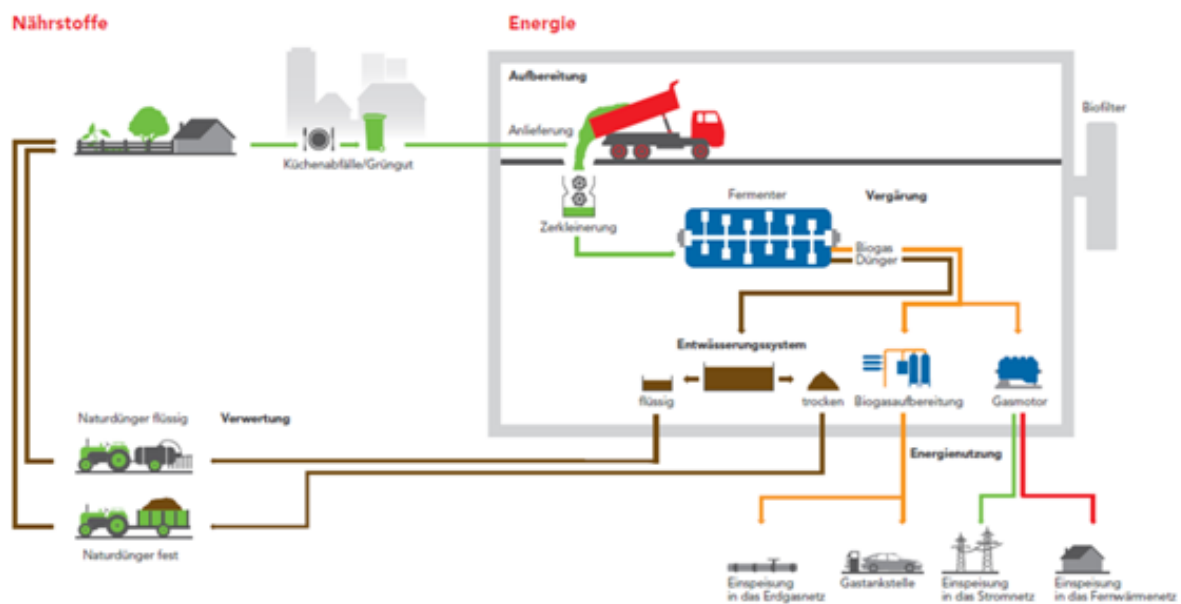 Nährstoffe
Energie
Aufbereitung
Biofilter
Anlieferung
Küchenabfälle/Grüngut
Fermenter
Vergärung
Zerkleinerung
Biogas
Dünger
Entwässerungssystem
flüssig
trocken
Biogasaufbereitung
Gasmotor
Naturdünger flüssig
Verwertung
Energienutzung
Naturdünger fest
Einspeisung
in das Erdgasnetz
Gastankstelle
Einspeisung
in das Stromnetz
Einspeisung
in das Fernwärmenetz